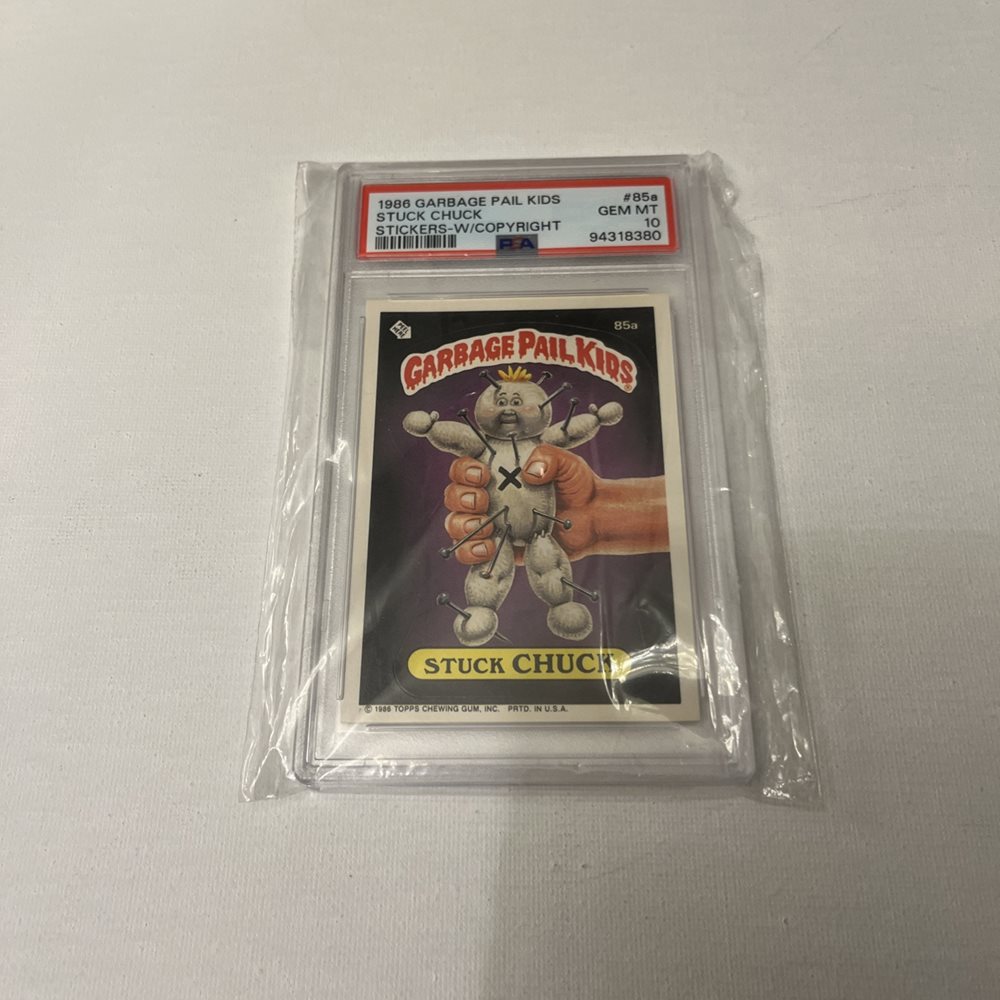 1986 GARBAGE PAIL KIDS #85a
STUCK CHUCK GEM MT
STICKERS-W/COPYRIGHT 10
PSA 94318380
85a
GARBAGE PAIL KIDS®
X
STUCK CHUCK
© 1986 TOPPS CHEWING GUM, INC. PRTD. IN U.S.A.